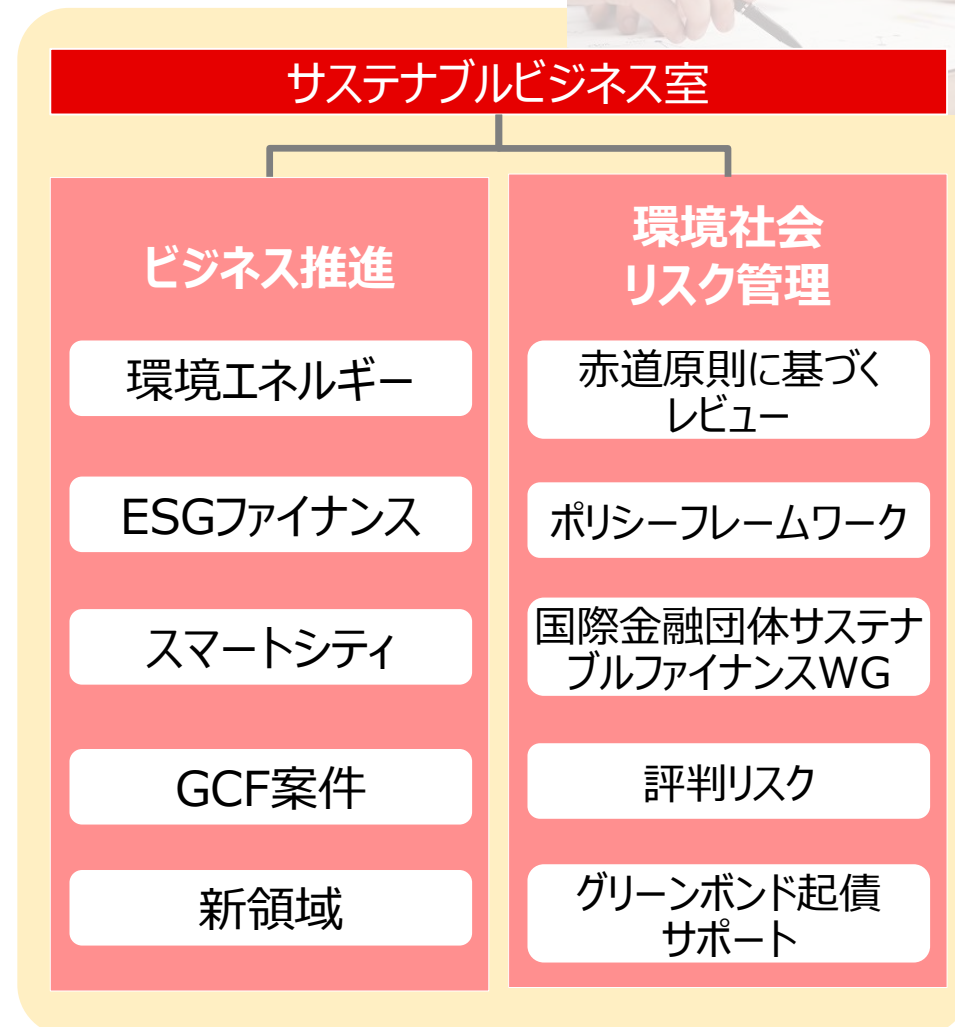 サステナブルビジネス室
ビジネス推進
環境エネルギー
ESGファイナンス
スマートシティ
GCF案件
新領域
環境社会
リスク管理
赤道原則に基づく
レビュー
ポリシーフレームワーク
国際金融団体サステナ
ブルファイナンスWG
評判リスク
グリーンボンド起債
サポート